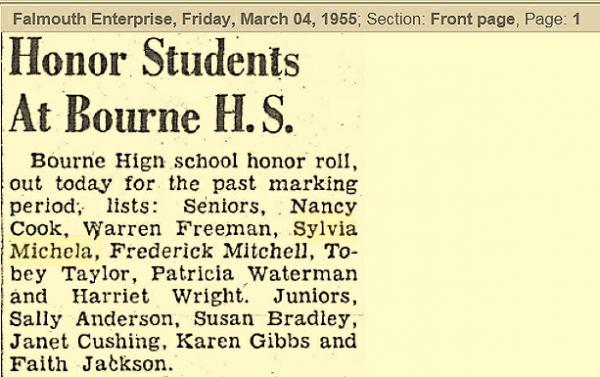 Falmouth Enterprise, Friday, March 04, 1955; Section: Front page, Page: 1
Honor Students
At Bourne H. S.
Bourne High school honor roll,
out today for the past marking
period, lists: Seniors, Nancy
Cook, Warren Freeman, Sylvia
Michela, Frederick Mitchell, To-
bey Taylor, Patricia Waterman
and Harriet Wright. Juniors,
Sally Anderson, Susan Bradley,
Janet Cushing, Karen Gibbs and
Faith Jackson.